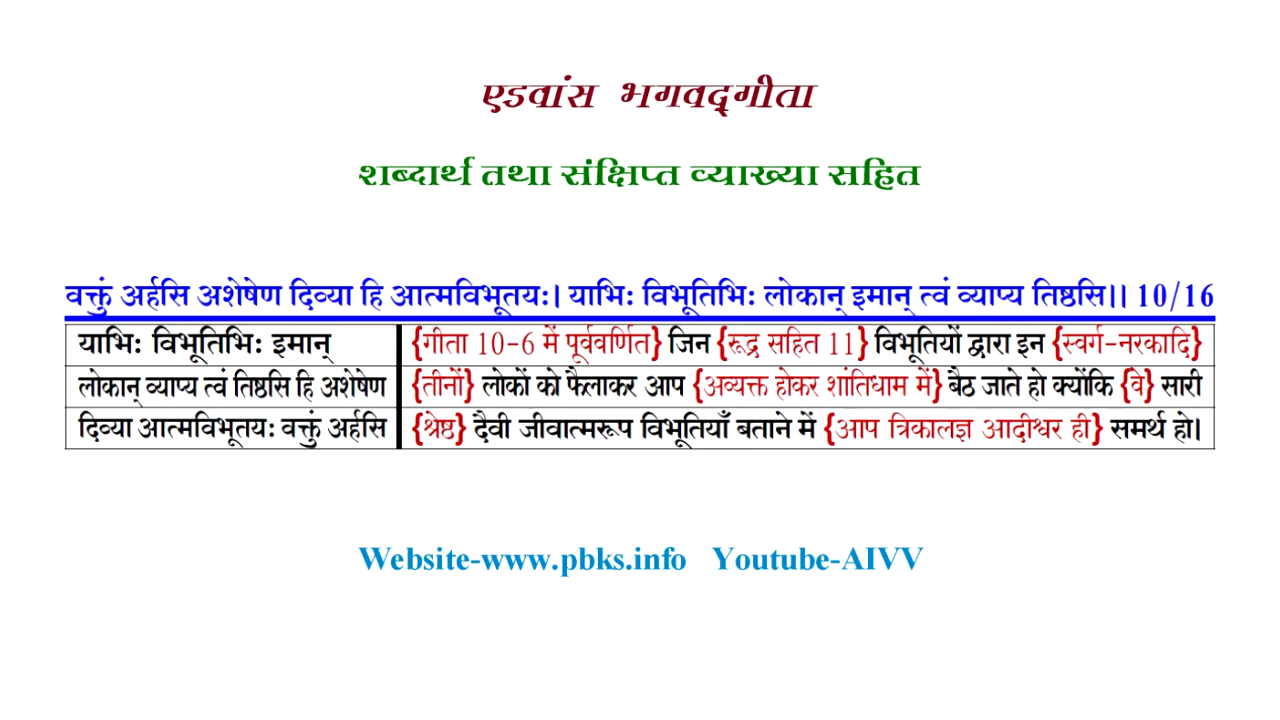 एडवांस भगवद्गीता
शब्दार्थ तथा संक्षिप्त व्याख्या सहित
वक्तुं अर्हसि अशेषेण दिव्या हि आत्मविभूतयः। याभिः विभूतिभिः लोकान् इमान् त्वं व्याप्य तिष्ठसि।। 10/16
याभिः विभूतिभिः इमान् {गीता 10-6 में पूर्ववर्णित} जिन {रूद्र सहित 11} विभूतियों द्वारा इन {स्वर्ग-नरकादि}
लोकान् व्याप्य त्वं तिष्ठसि हि अशेषेण {तीनों} लोकों को फैलाकर आप {अव्यक्त होकर शांतिधाम में} बैठ जाते हो क्योंकि {वे} सारी
दिव्या आत्मविभूतयः वक्तुं अर्हसि {श्रेष्ठ} दैवी जीवात्मरूप विभूतियाँ बताने में {आप त्रिकालज्ञ आदीश्वर ही} समर्थ हो।
Website-www.pbks.info Youtube-AIVV